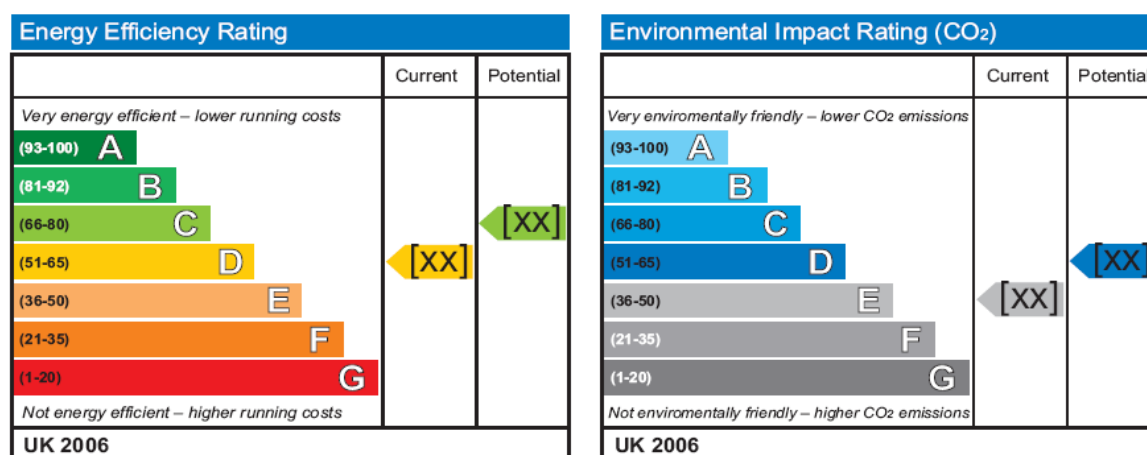 Energy Efficiency Rating
Current Potential
Very energy efficient – lower running costs
(93-100) A
(81-92) B
(66-80) C [XX]
(51-65) D [XX]
(36-50) E
(21-35) F
(1-20) G
Not energy efficient – higher running costs
UK 2006
Environmental Impact Rating (CO₂)
Current Potential
Very enviromentally friendly – lower CO₂ emissions
(93-100) A
(81-92) B
(66-80) C
(51-65) D [XX]
(36-50) E [XX]
(21-35) F
(1-20) G
Not enviromentally friendly – higher CO₂ emissions
UK 2006